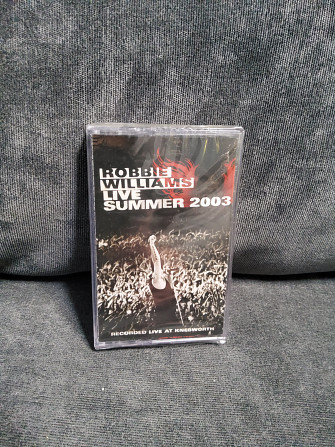 ROBBIE
WILLIAMS
LIVE
SUMMER 2003
RECORDED LIVE AT KNEBWORTH